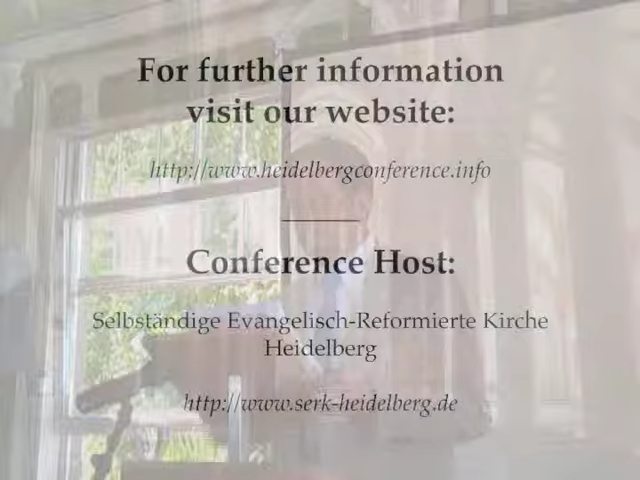 For further information
visit our website:
http://www.heidelbergconference.info
Conference Host:
Selbständige Evangelisch-Reformierte Kirche
Heidelberg
http://www.serk-heidelberg.de